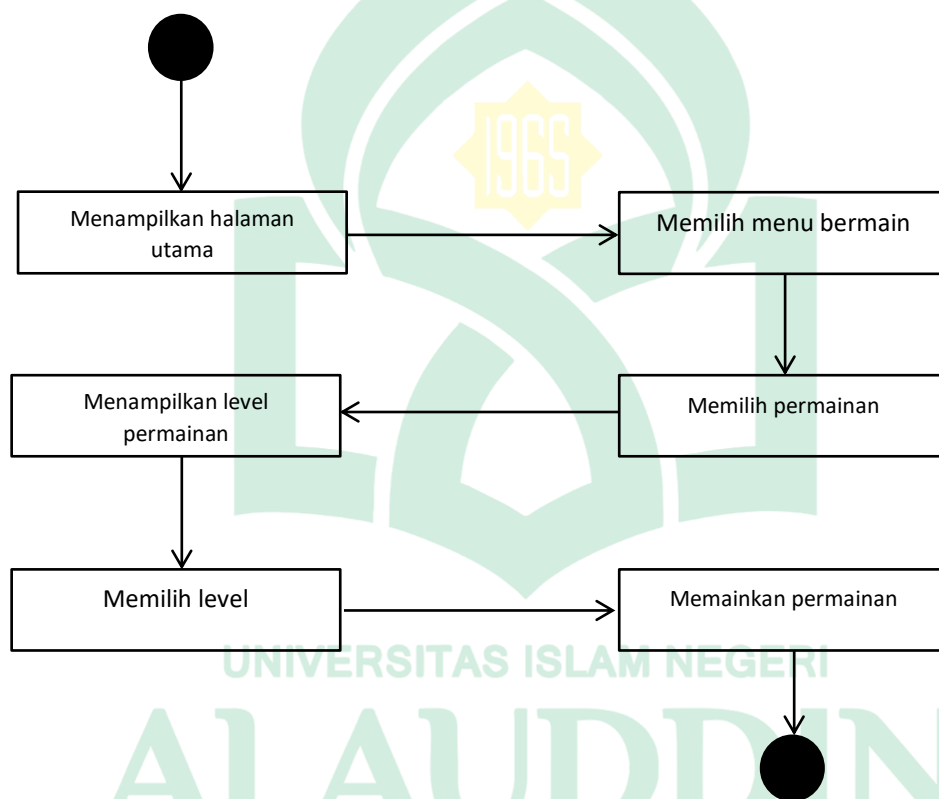 1965
Menampilkan halaman
utama
Memilih menu bermain
Menampilkan level
permainan
Memilih permainan
Memilih level
Memainkan permainan
UNIVERSITAS ISLAM NEGERI
ALAUDDIN